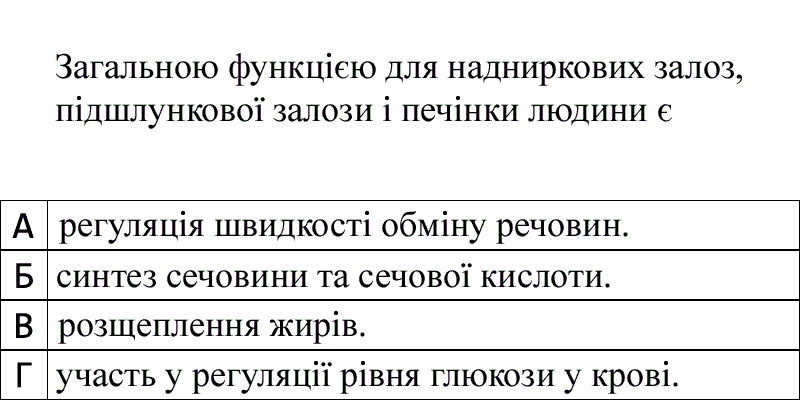 Загальною функцією для надниркових залоз,
підшлункової залози і печінки людини є
А регуляція швидкості обміну речовин.
Б синтез сечовини та сечової кислоти.
В розщеплення жирів.
Г участь у регуляції рівня глюкози у крові.